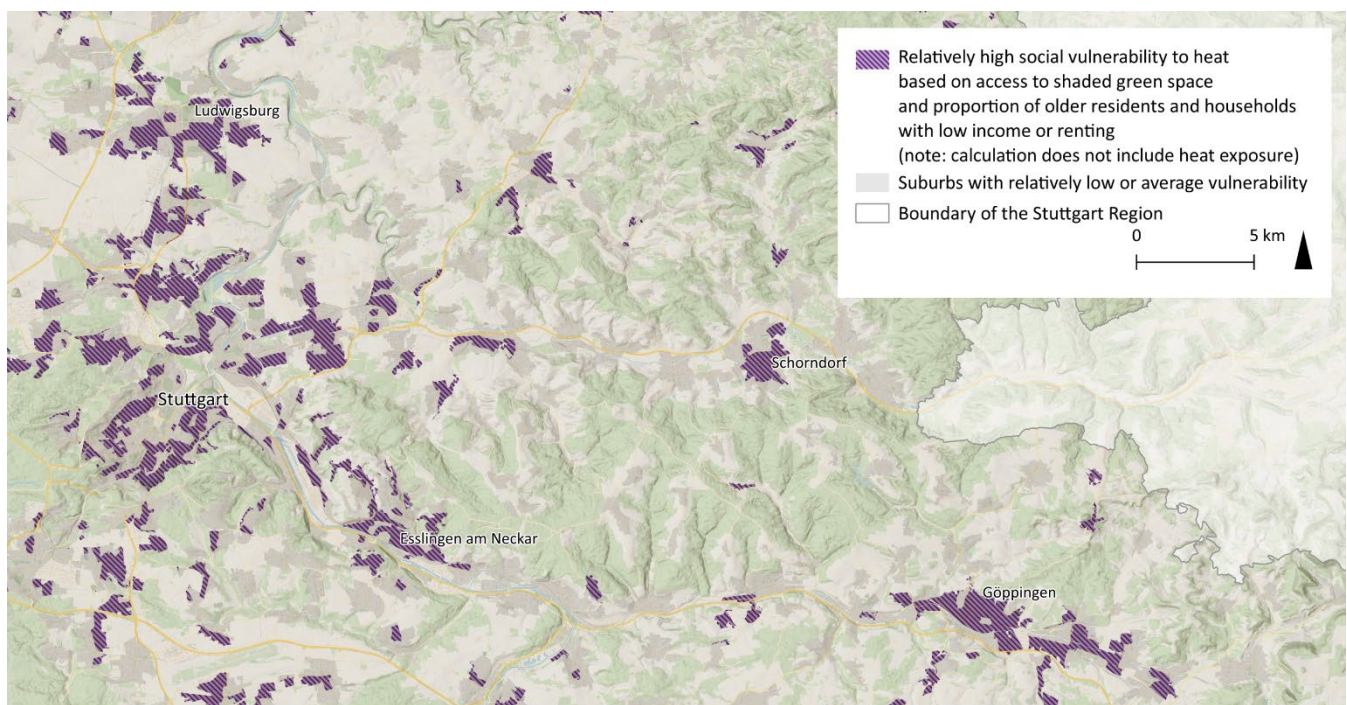 Relatively high social vulnerability to heat
based on access to shaded green space
and proportion of older residents and households
with low income or renting
(note: calculation does not include heat exposure)
Suburbs with relatively low or average vulnerability
Boundary of the Stuttgart Region
0 5 km
Ludwigsburg
Schorndorf
Stuttgart
Esslingen am Neckar
Göppingen